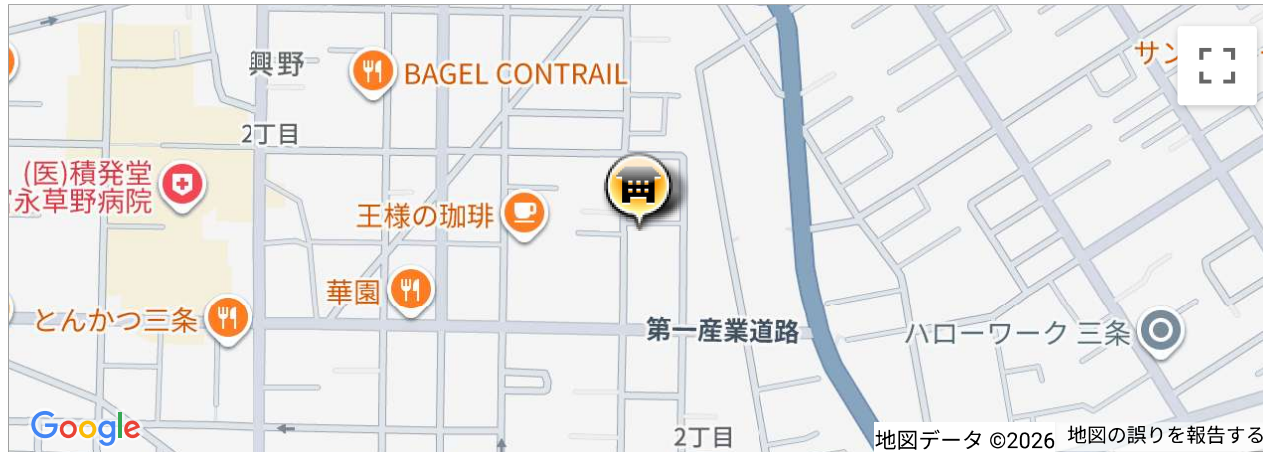 サン
興野
BAGEL CONTRAIL
2丁目
(医)積発堂
永草野病院
王様の珈琲
華園
とんかつ三条
第一産業道路
ハローワーク 三条
Google
2丁目
地図データ ©2026
地図の誤りを報告する